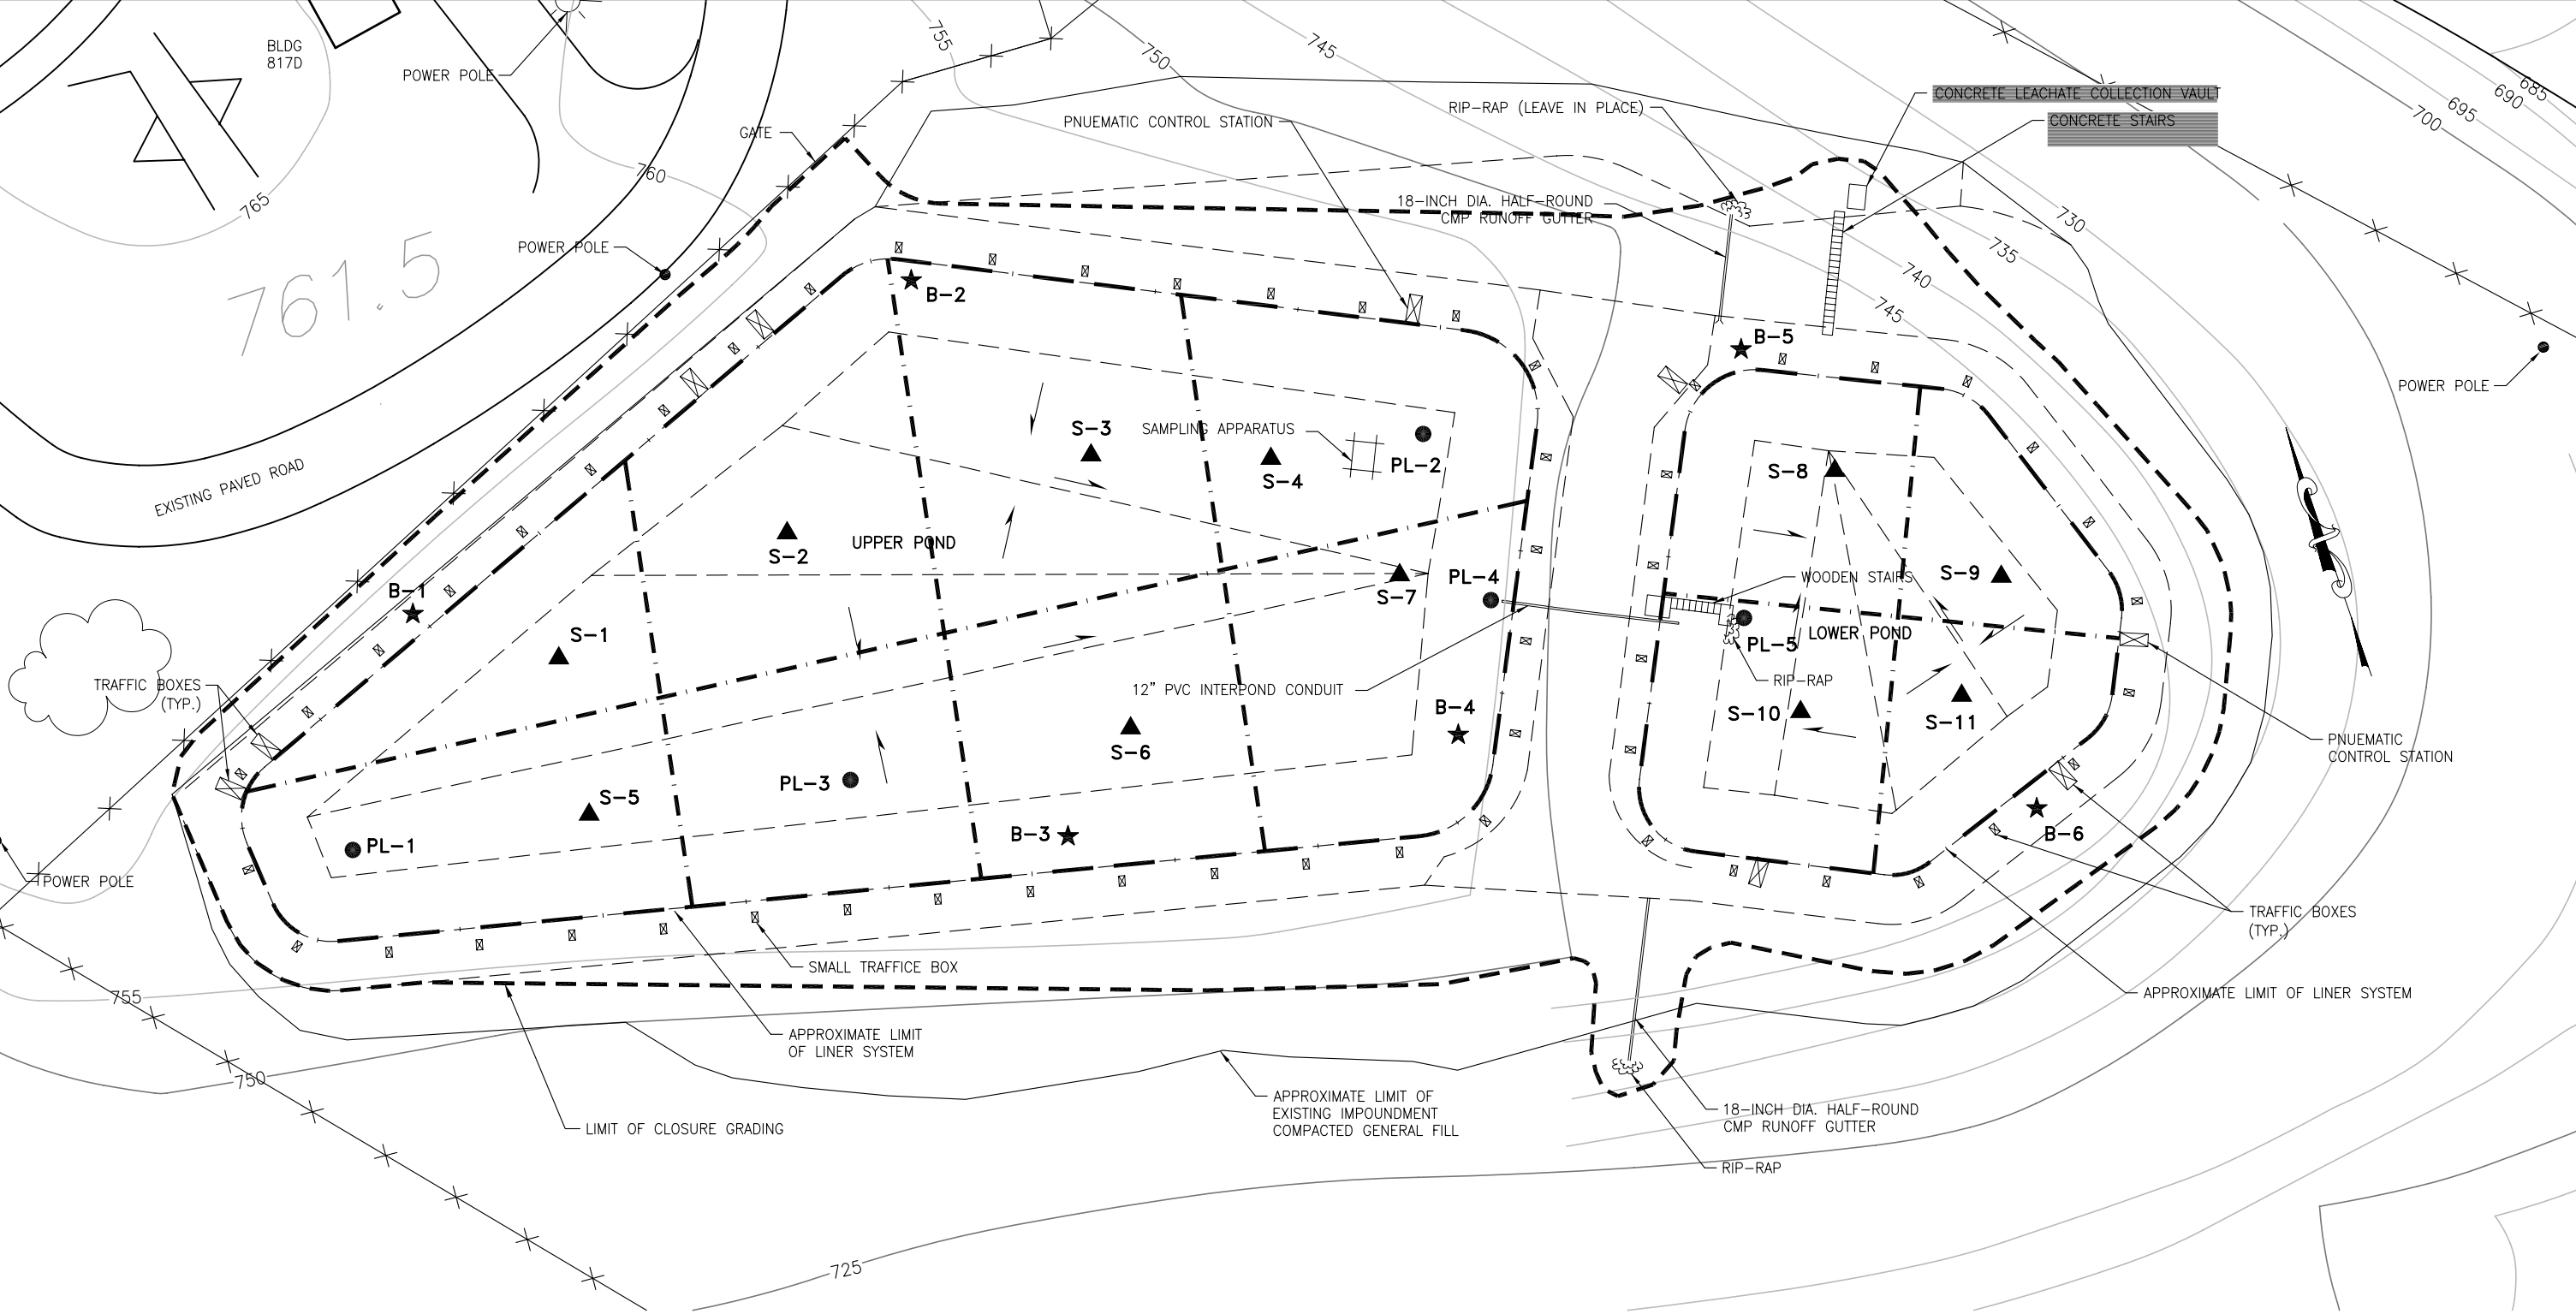 BLDG
817D
POWER POLE
755
750
745
685
690
695
700
CONCRETE LEACHATE COLLECTION VAULT
CONCRETE STAIRS
RIP-RAP (LEAVE IN PLACE)
PNUEMATIC CONTROL STATION
GATE
760
765
18-INCH DIA. HALF-ROUND
CMP RUNOFF GUTTER
730
735
740
745
POWER POLE
761.5
B-2
B-5
POWER POLE
S-3
SAMPLING APPARATUS
S-4
PL-2
S-8
EXISTING PAVED ROAD
S-2
UPPER POND
S-7
PL-4
WOODEN STAIRS
S-9
B-1
S-1
PL-5
LOWER POND
TRAFFIC BOXES
(TYP.)
12" PVC INTERPOND CONDUIT
RIP-RAP
B-4
S-10
S-11
S-6
PL-3
S-5
PNUEMATIC
CONTROL STATION
PL-1
B-3
B-6
POWER POLE
TRAFFIC BOXES
(TYP.)
SMALL TRAFFICE BOX
755
APPROXIMATE LIMIT OF LINER SYSTEM
APPROXIMATE LIMIT
OF LINER SYSTEM
750
APPROXIMATE LIMIT OF
EXISTING IMPOUNDMENT
COMPACTED GENERAL FILL
18-INCH DIA. HALF-ROUND
CMP RUNOFF GUTTER
LIMIT OF CLOSURE GRADING
RIP-RAP
725